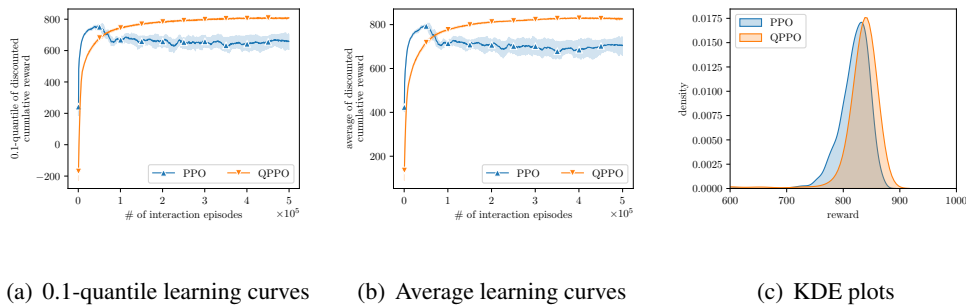 0.1-quantile of discounted
cumulative reward
800
600
400
200
0
−200
PPO
QPPO
0
1
2
3
4
5
# of interaction episodes
×10⁵
average of discounted
cumulative reward
800
600
400
200
PPO
QPPO
0
1
2
3
4
5
# of interaction episodes
×10⁵
density
0.0175
0.0150
0.0125
0.0100
0.0075
0.0050
0.0025
0.0000
PPO
QPPO
600
700
800
900
1000
reward
(a) 0.1-quantile learning curves
(b) Average learning curves
(c) KDE plots